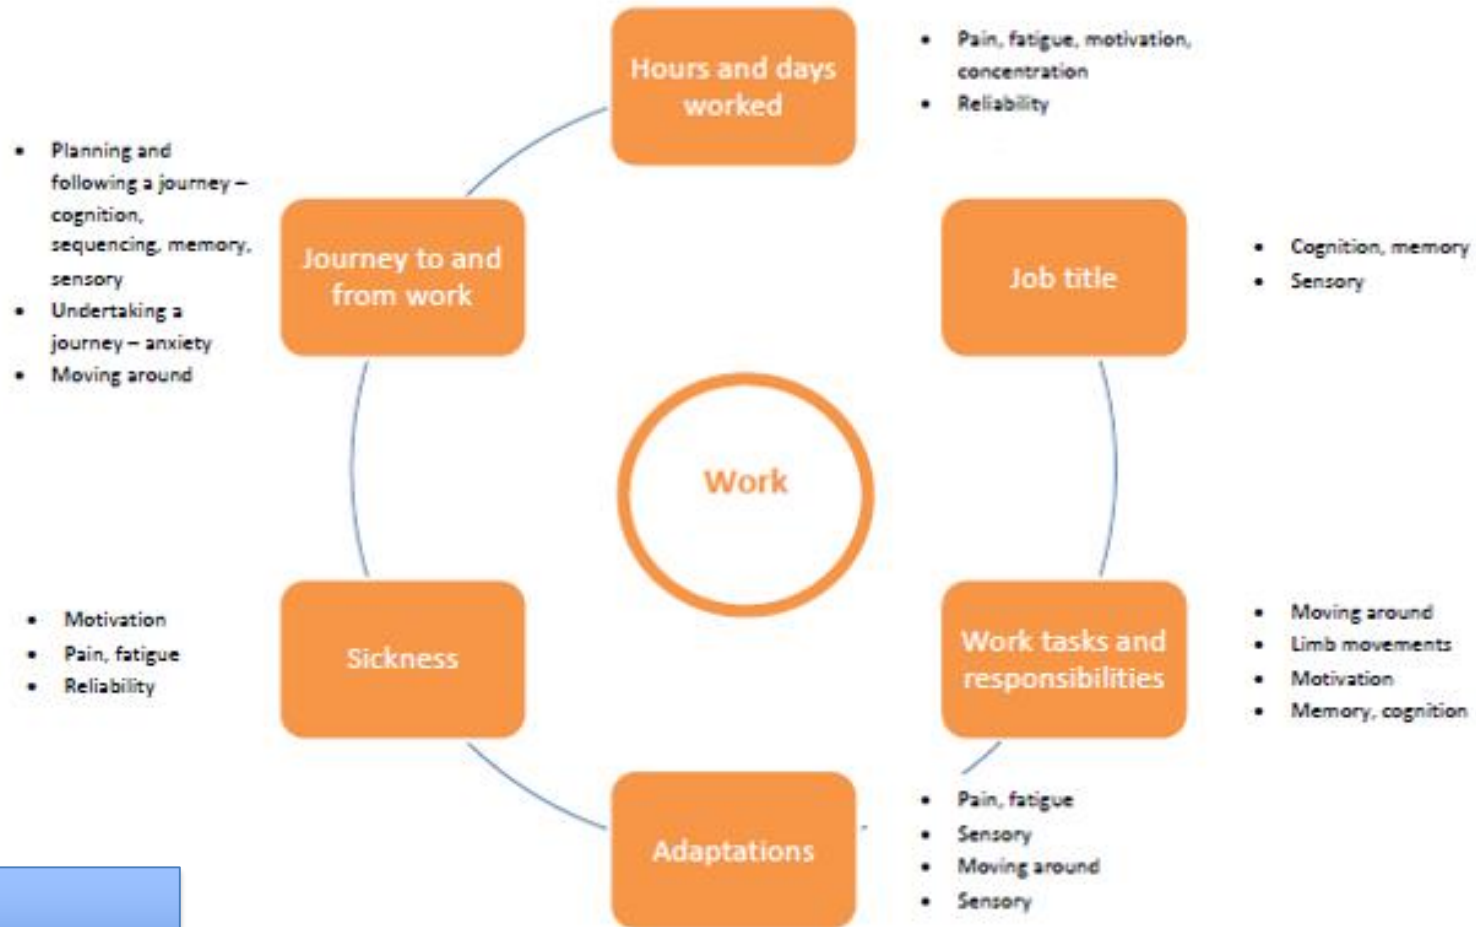 Hours and days
worked
• Pain, fatigue, motivation,
concentration
• Reliability
Job title
• Cognition, memory
• Sensory
Work tasks and
responsibilities
• Moving around
• Limb movements
• Motivation
• Memory, cognition
Adaptations
• Pain, fatigue
• Sensory
• Moving around
• Sensory
Sickness
• Motivation
• Pain, fatigue
• Reliability
Journey to and
from work
• Planning and
following a journey –
cognition,
sequencing, memory,
sensory
• Undertaking a
journey – anxiety
• Moving around
Work